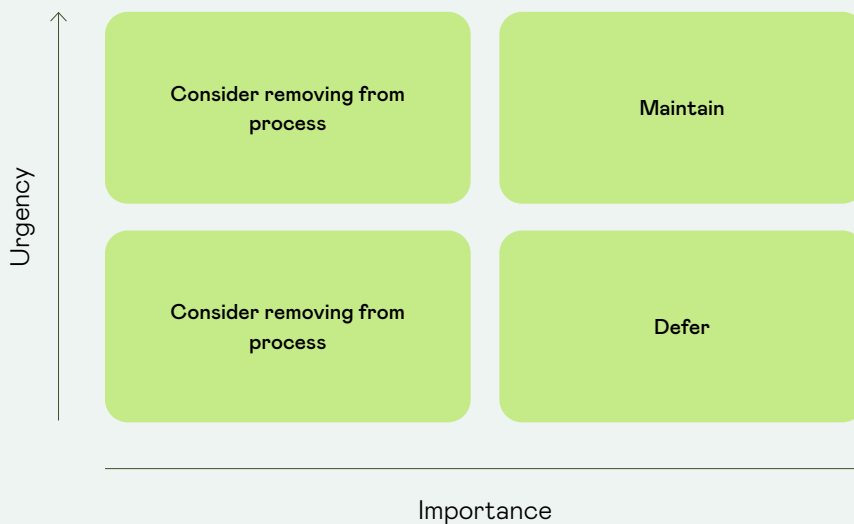 Consider removing from
process
Maintain
Urgency
Consider removing from
process
Defer
Importance